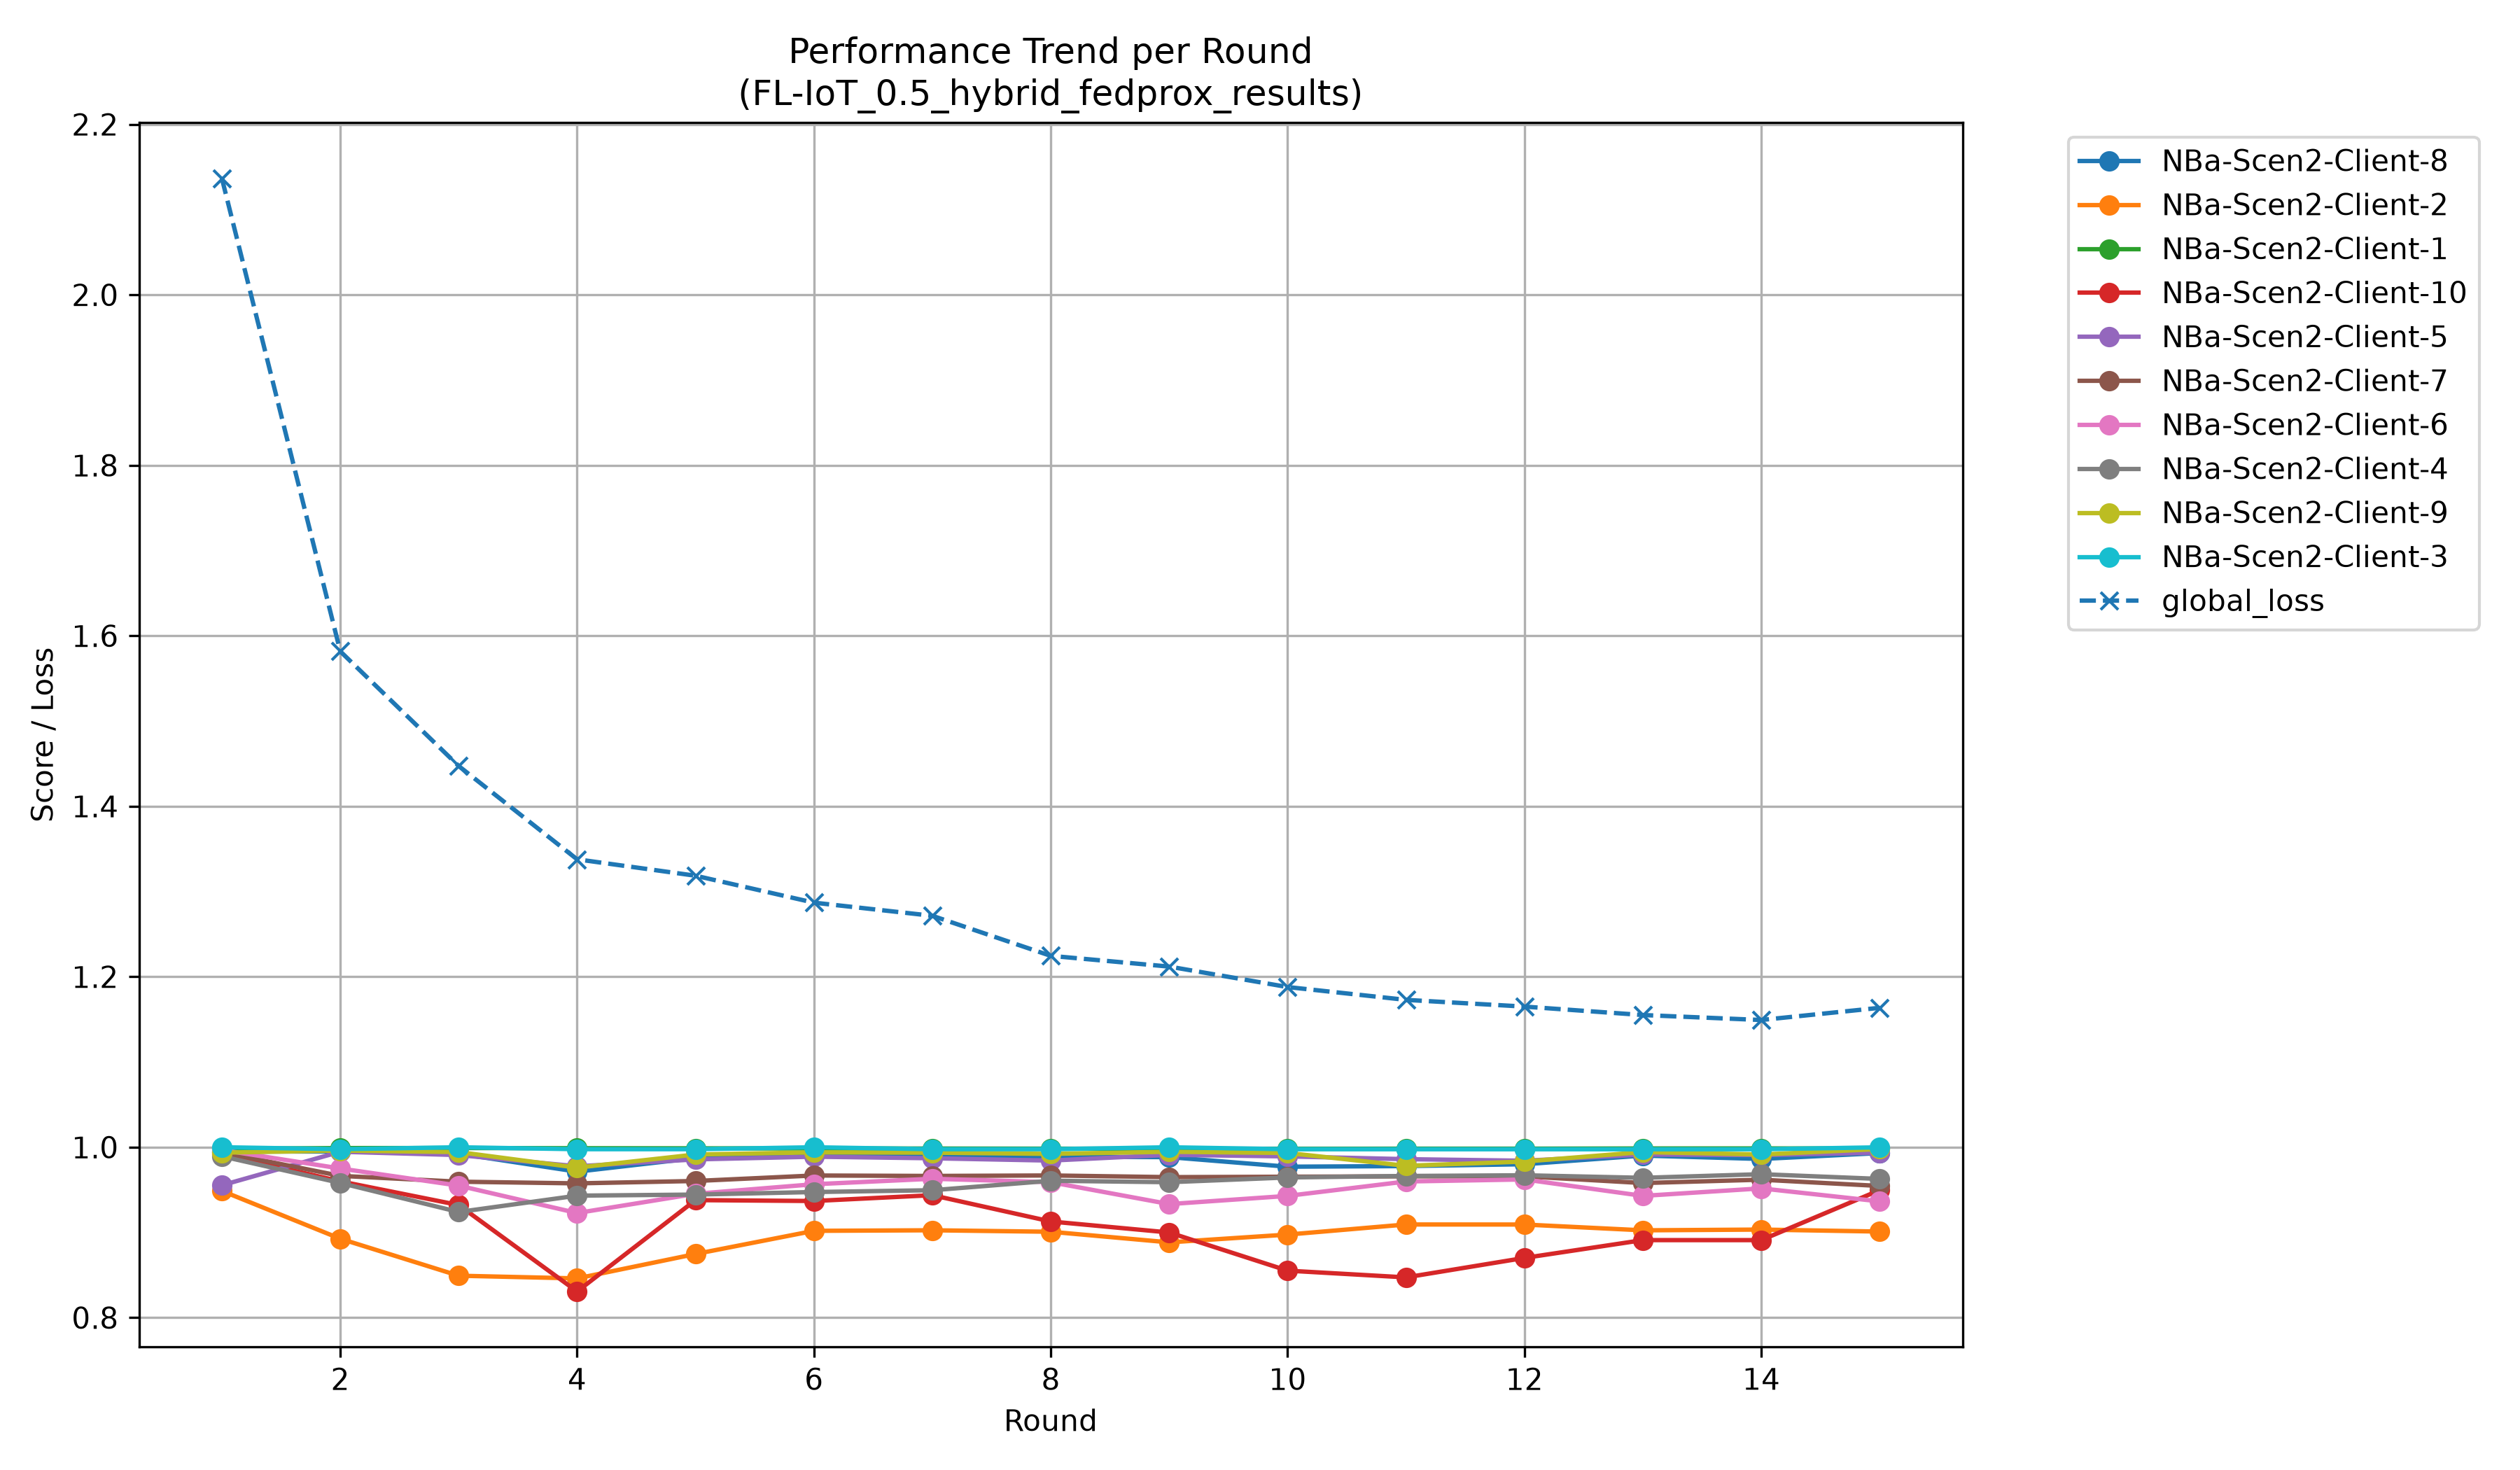 Performance Trend per Round
(FL-IoT_0.5_hybrid_fedprox_results)
Score / Loss
2.2
2.0
1.8
1.6
1.4
1.2
1.0
0.8
2
4
6
8
10
12
14
Round
NBa-Scen2-Client-8
NBa-Scen2-Client-2
NBa-Scen2-Client-1
NBa-Scen2-Client-10
NBa-Scen2-Client-5
NBa-Scen2-Client-7
NBa-Scen2-Client-6
NBa-Scen2-Client-4
NBa-Scen2-Client-9
NBa-Scen2-Client-3
global_loss